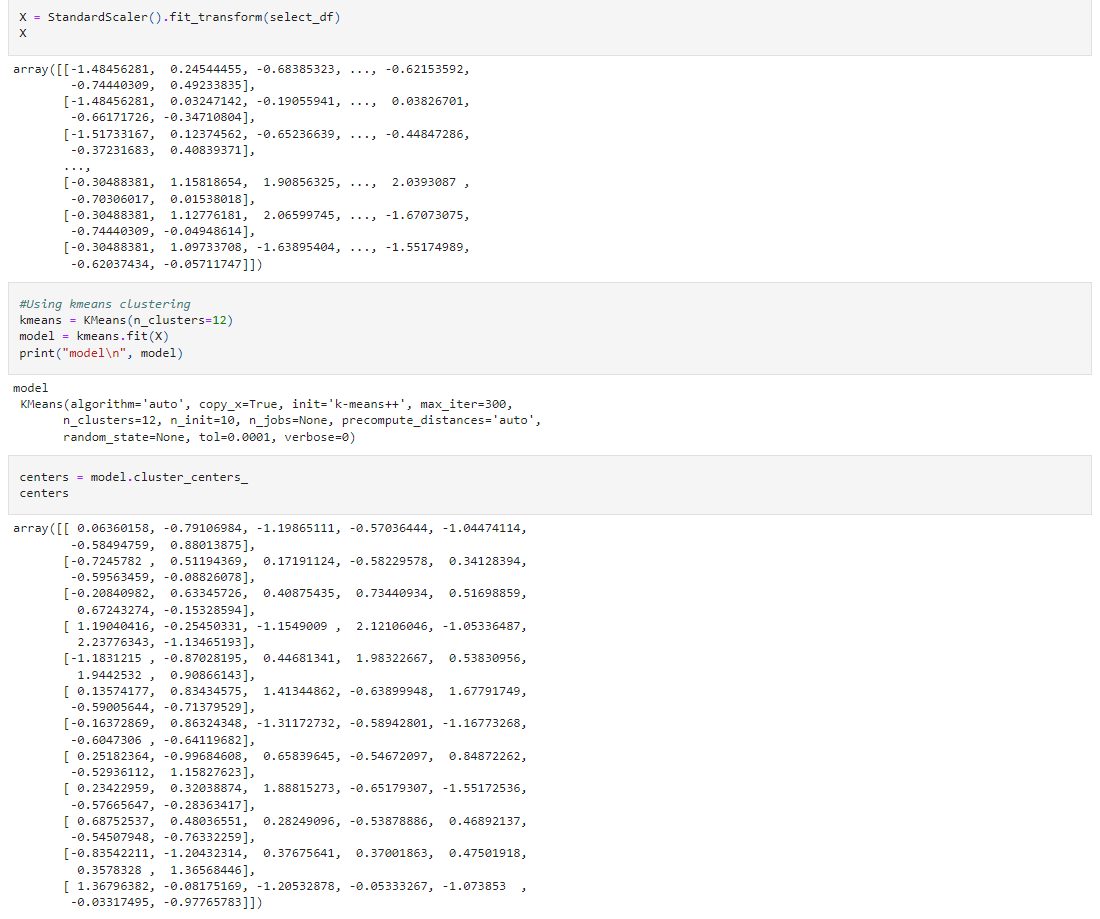 X = StandardScaler().fit_transform(select_df)
X
array([[-1.48456281,  0.24544455, -0.68385323, ..., -0.62153592,
        -0.74440309,  0.49233835],
       [-1.48456281,  0.03247142, -0.19055941, ...,  0.03826701,
        -0.66171726, -0.34710804],
       [-1.51733167,  0.12374562, -0.65236639, ..., -0.44847286,
        -0.37231683,  0.40839371],
       ...,
       [-0.30488381,  1.15818654,  1.90856325, ...,  2.0393087 ,
        -0.70306017,  0.01538018],
       [-0.30488381,  1.12776181,  2.06599745, ..., -1.67073075,
        -0.74440309, -0.04948614],
       [-0.30488381,  1.09733708, -1.63895404, ..., -1.55174989,
        -0.62037434, -0.05711747]])
#Using kmeans clustering
kmeans = KMeans(n_clusters=12)
model = kmeans.fit(X)
print("model\n", model)
model
 KMeans(algorithm='auto', copy_x=True, init='k-means++', max_iter=300,
       n_clusters=12, n_init=10, n_jobs=None, precompute_distances='auto',
       random_state=None, tol=0.0001, verbose=0)
centers = model.cluster_centers_
centers
array([[ 0.06360158, -0.79106984, -1.19865111, -0.57036444, -1.04474114,
        -0.58494759,  0.88013875],
       [-0.7245782 ,  0.51194369,  0.17191124, -0.58229578,  0.34128394,
        -0.59563459, -0.08826078],
       [-0.20840982,  0.63345726,  0.40875435,  0.73440934,  0.51698859,
         0.67243274, -0.15328594],
       [ 1.19040416, -0.25450331, -1.1549009 ,  2.12106046, -1.05336487,
         2.23776343, -1.13465193],
       [-1.1831215 , -0.87028195,  0.44681341,  1.98322667,  0.53830956,
         1.9442532 ,  0.90866143],
       [ 0.13574177,  0.83434575,  1.41344862, -0.63899948,  1.67791749,
        -0.59005644, -0.71379529],
       [-0.16372869,  0.86324348, -1.31172732, -0.58942801, -1.16773268,
        -0.6047306 , -0.64119682],
       [ 0.25182364, -0.99684608,  0.65839645, -0.54672097,  0.84872262,
        -0.52936112,  1.15827623],
       [ 0.23422959,  0.32038874,  1.88815273, -0.65179307, -1.55172536,
        -0.57665647, -0.28363417],
       [ 0.68752537,  0.48036551,  0.28249096, -0.53878886,  0.46892137,
        -0.54507948, -0.76332259],
       [-0.83542211, -1.20432314,  0.37675641,  0.37001863,  0.47501918,
         0.3578328 ,  1.36568446],
       [ 1.36796382, -0.08175169, -1.20532878, -0.05333267, -1.073853  ,
        -0.03317495, -0.97765783]])